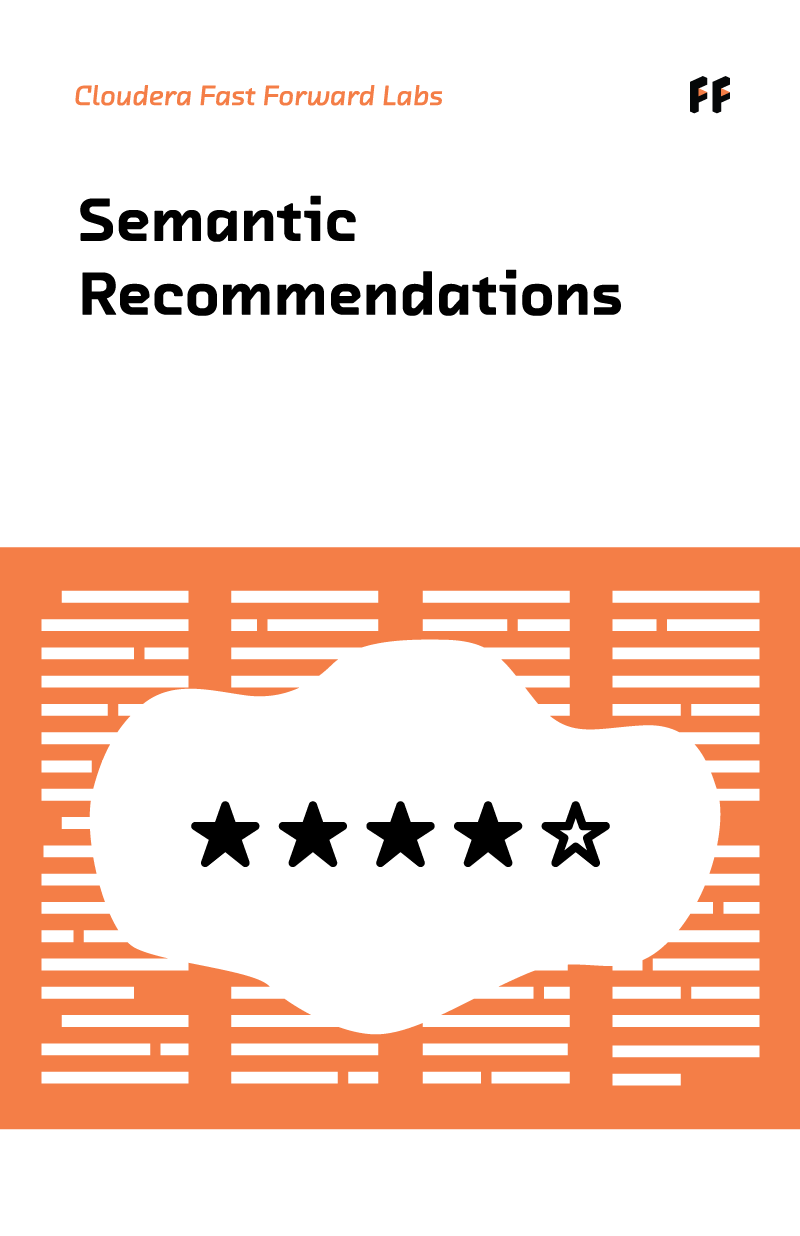 Cloudera Fast Forward Labs
FF
Semantic
Recommendations